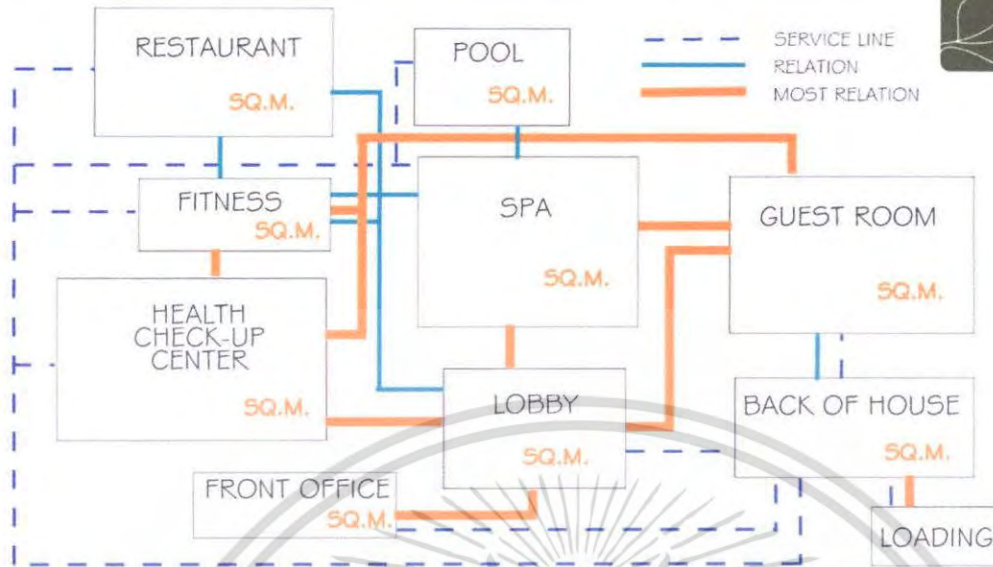 RESTAURANT
SQ.M.
POOL
SQ.M.
SERVICE LINE
RELATION
MOST RELATION
FITNESS
SQ.M.
SPA
SQ.M.
GUEST ROOM
SQ.M.
HEALTH
CHECK-UP
CENTER
SQ.M.
LOBBY
SQ.M.
BACK OF HOUSE
SQ.M.
FRONT OFFICE
SQ.M.
LOADING